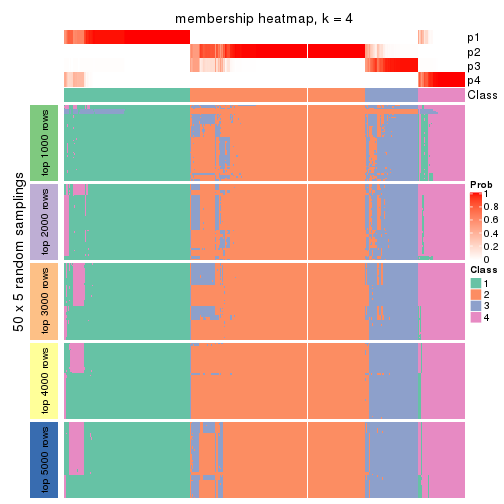 membership heatmap, k = 4
p1
p2
p3
p4
Class
50 x 5 random samplings
top 1000 rows
top 2000 rows
top 3000 rows
top 4000 rows
top 5000 rows
Prob
1
0.8
0.6
0.4
0.2
0
Class
1
2
3
4